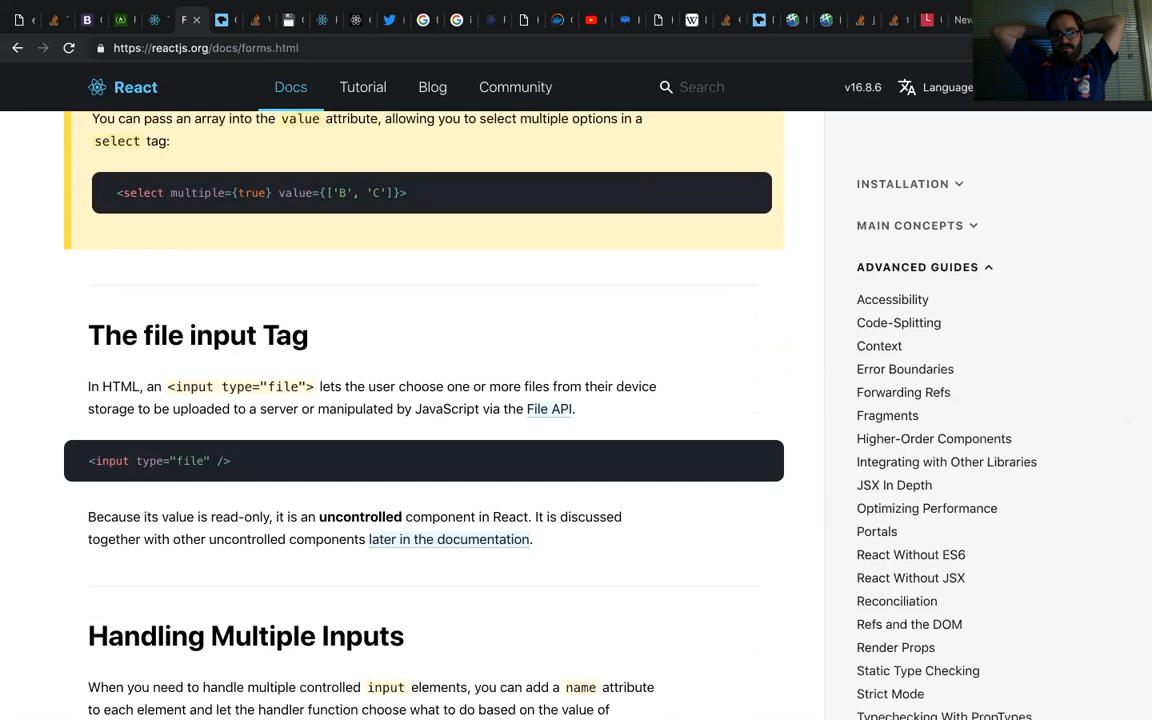 https://reactjs.org/docs/forms.html
React
Docs
Tutorial
Blog
Community
Search
v16.8.6
Language
You can pass an array into the value attribute, allowing you to select multiple options in a
select tag:
<select multiple={true} value={['B', 'C']}>
The file input Tag
In HTML, an <input type="file"> lets the user choose one or more files from their device
storage to be uploaded to a server or manipulated by JavaScript via the File API.
<input type="file" />
Because its value is read-only, it is an uncontrolled component in React. It is discussed
together with other uncontrolled components later in the documentation.
Handling Multiple Inputs
When you need to handle multiple controlled input elements, you can add a name attribute
to each element and let the handler function choose what to do based on the value of
INSTALLATION
MAIN CONCEPTS
ADVANCED GUIDES
Accessibility
Code-Splitting
Context
Error Boundaries
Forwarding Refs
Fragments
Higher-Order Components
Integrating with Other Libraries
JSX In Depth
Optimizing Performance
Portals
React Without ES6
React Without JSX
Reconciliation
Refs and the DOM
Render Props
Static Type Checking
Strict Mode
Typechecking With PropTypes